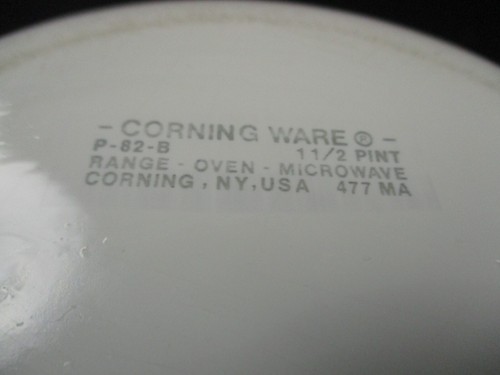 - CORNING WARE ® -
P-82-B 1 1/2 PINT
RANGE - OVEN - MICROWAVE
CORNING, NY, USA 477 MA